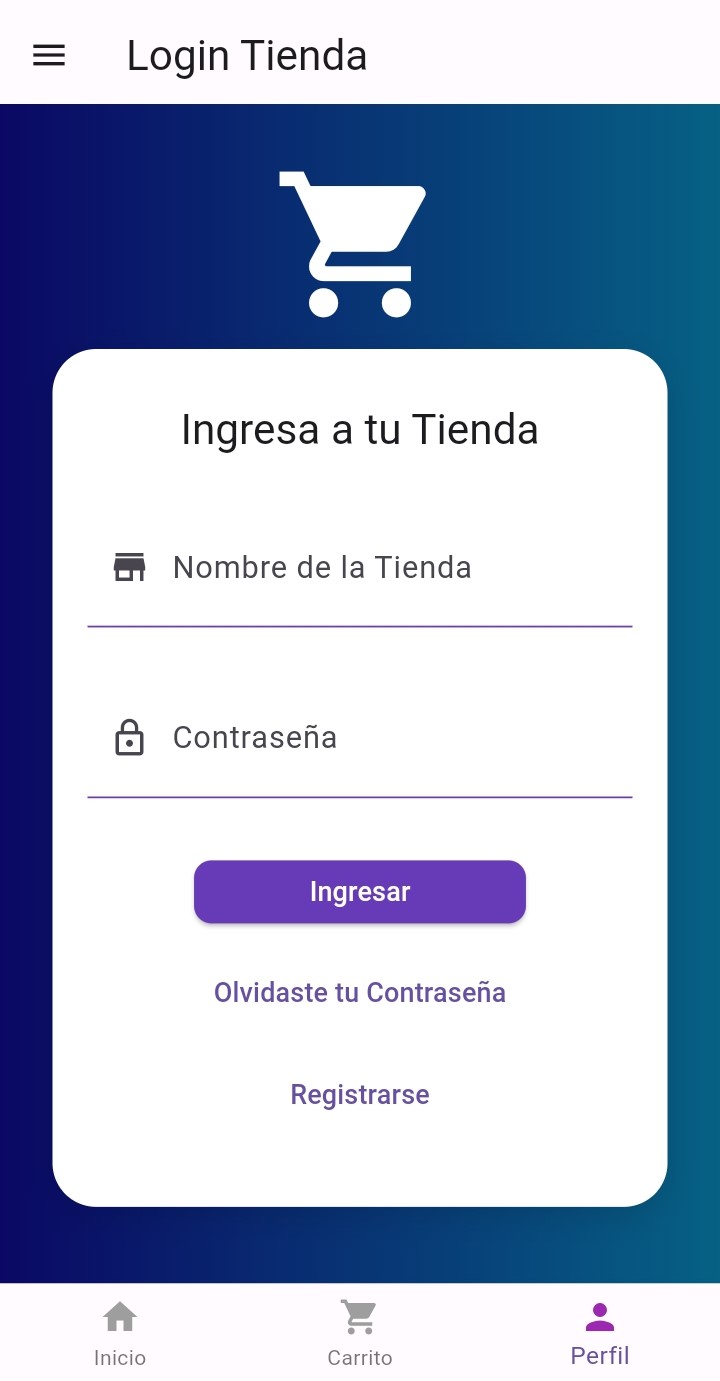 Login Tienda
Ingresa a tu Tienda
Nombre de la Tienda
Contraseña
Ingresar
Olvidaste tu Contraseña
Registrarse
Inicio
Carrito
Perfil